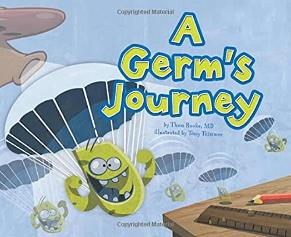 A
Germ's
Journey
by Thom Rooke, MD
illustrated by Tony Trimmer
Copyrighted Material
Copyrighted Material